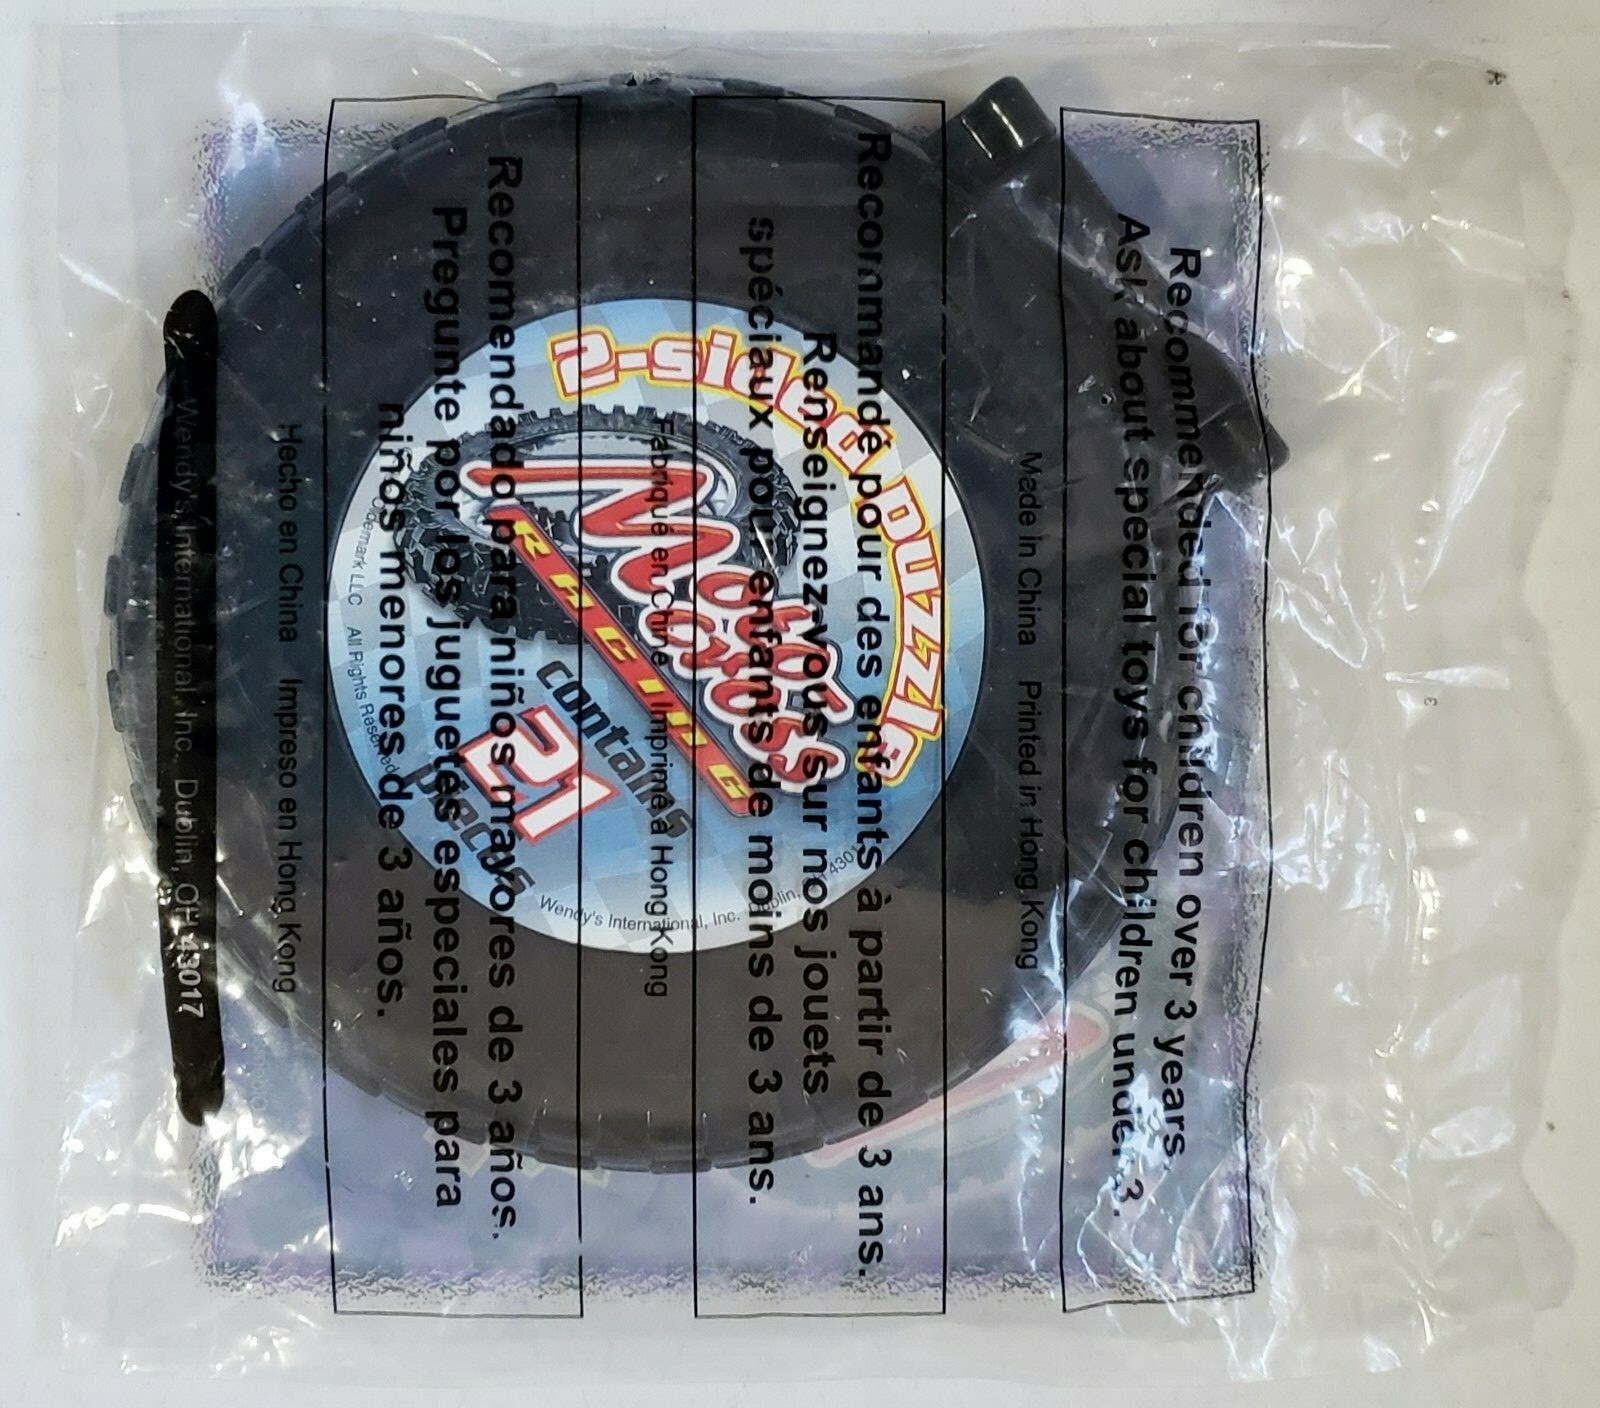 Recommended for children over 3 years.
Ask about special toys for children under 3.
Made in China Printed in Hong Kong
Recommandé pour des enfants à partir de 3 ans.
Renseignez-vous sur nos jouets
spéciaux pour enfants de moins de 3 ans.
Fabriqué en Chine Imprimé à Hong Kong
Recomendado para niños mayores de 3 años.
Pregunte por los juguetes especiales para
niños menores de 3 años.
Hecho en China Impreso en Hong Kong
Wendy's International, Inc. Dublin, OH 43017
2-sided puzzle
Moto
RACING
contains
21
pieces
LLC All Rights Reserved
Wendy's International, Inc. Dublin, OH 4301